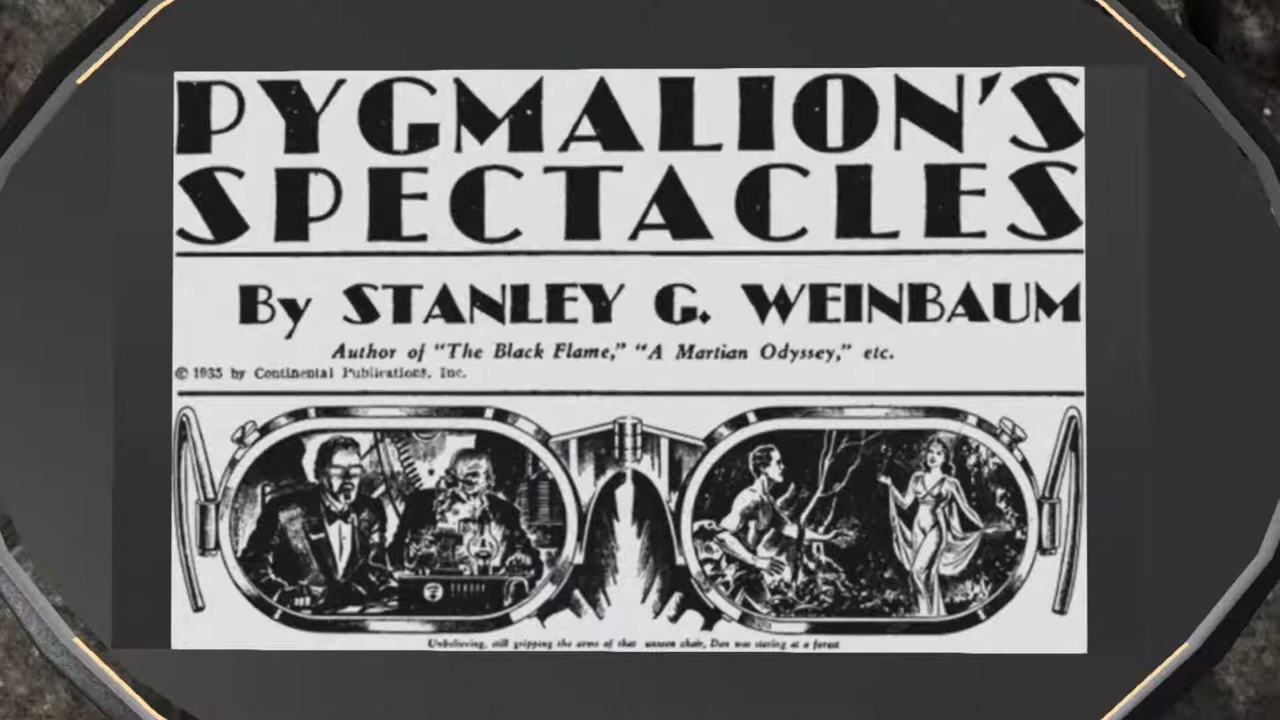 PYGMALION'S
SPECTACLES
By STANLEY G. WEINBAUM
Author of "The Black Flame," "A Martian Odyssey," etc.
© 1935 by Continental Publications, Inc.
Unbelieving, still gripping the arms of that unseen chair, Dan was staring at a forest